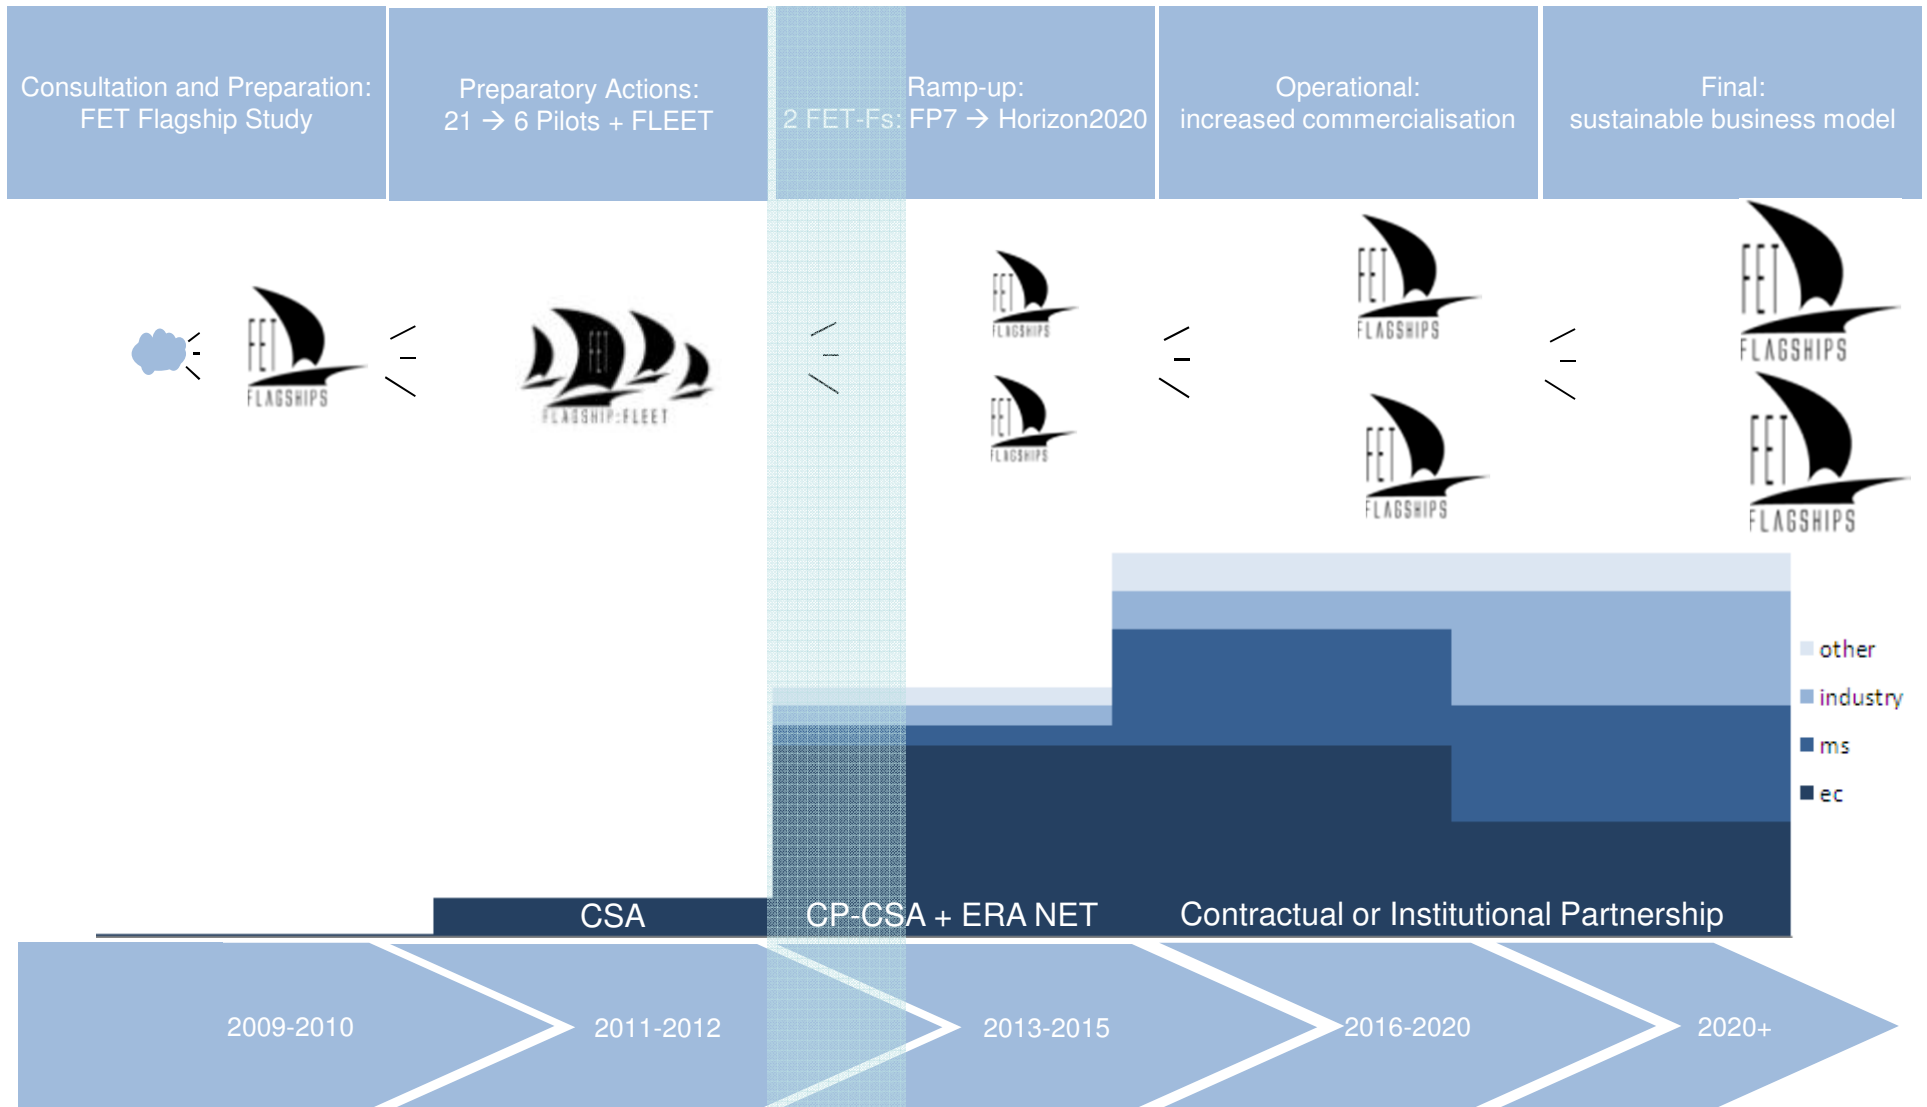 Consultation and Preparation:
FET Flagship Study
Preparatory Actions:
21 → 6 Pilots + FLEET
Ramp-up:
2 FET-Fs: FP7 → Horizon2020
Operational:
increased commercialisation
Final:
sustainable business model
FET
FLAGSHIPS
FET
FLAGSHIP:FLEET
FET
FLAGSHIPS
FET
FLAGSHIPS
FET
FLAGSHIPS
FET
FLAGSHIPS
FET
FLAGSHIPS
FET
FLAGSHIPS
other
industry
ms
ec
CSA
CP-CSA + ERA NET
Contractual or Institutional Partnership
2009-2010
2011-2012
2013-2015
2016-2020
2020+